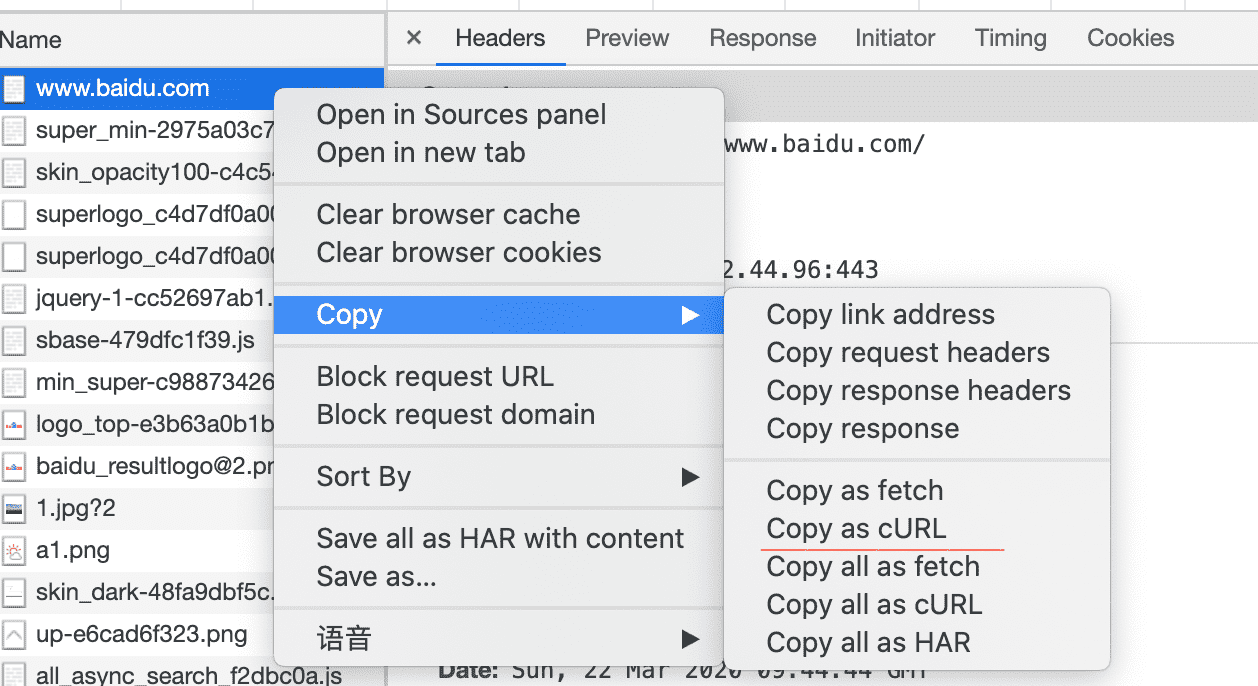 Name
Headers Preview Response Initiator Timing Cookies
www.baidu.com
super_min-2975a03c7
skin_opacity100-c4c54
superlogo_c4d7df0a00
superlogo_c4d7df0a00
jquery-1-cc52697ab1.
sbase-479dfc1f39.js
min_super-c98873426
logo_top-e3b63a0b1b
baidu_resultlogo@2.pn
1.jpg?2
a1.png
skin_dark-48fa9dbf5c.
up-e6cad6f323.png
all_async_search_f2dbc0a.js
Open in Sources panel
Open in new tab
Clear browser cache
Clear browser cookies
Copy
Block request URL
Block request domain
Sort By
Save all as HAR with content
Save as...
语音
www.baidu.com/
2.44.96:443
Copy link address
Copy request headers
Copy response headers
Copy response
Copy as fetch
Copy as cURL
Copy all as fetch
Copy all as cURL
Copy all as HAR
Date: Sun, 22 Mar 2020 09:44:44 GMT